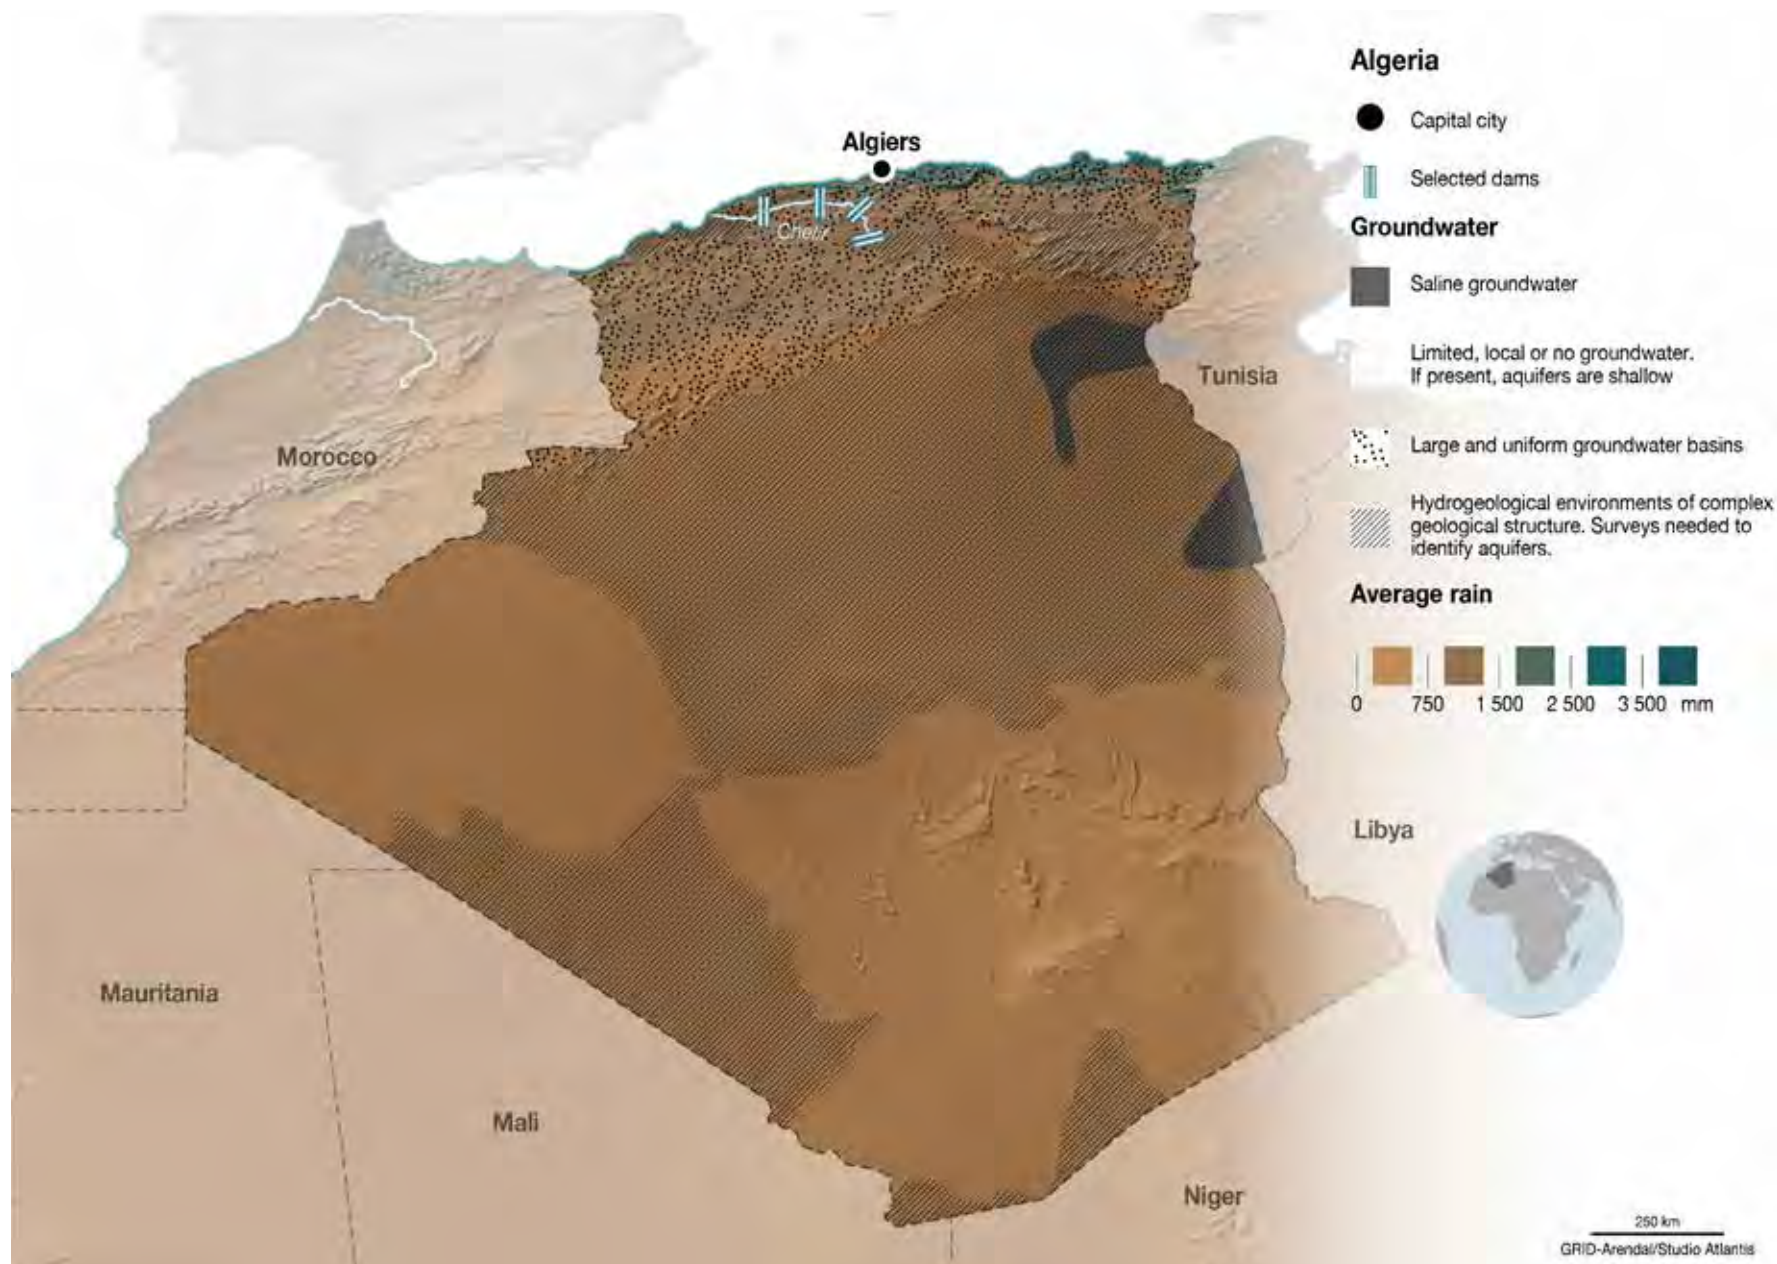 Algeria
Capital city
Selected dams
Groundwater
Saline groundwater
Limited, local or no groundwater.
If present, aquifers are shallow
Large and uniform groundwater basins
Hydrogeological environments of complex
geological structure. Surveys needed to
identify aquifers.
Average rain
0 750 1 500 2 500 3 500 mm
Algiers
Chelif
Tunisia
Morocco
Libya
Mauritania
Mali
Niger
250 km
GRID-Arendal/Studio Atlantis